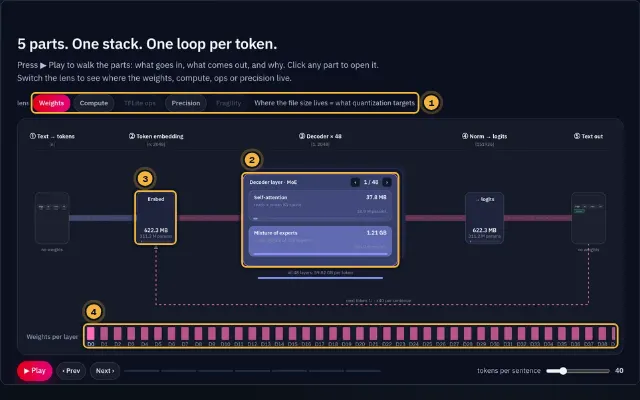 5 parts. One stack. One loop per token.
Press ▶ Play to walk the parts: what goes in, what comes out, and why. Click any part to open it.
Switch the lens to see where the weights, compute, ops or precision live.
lens Weights Compute TFLite ops Precision Fragility Where the file size lives = what quantization targets 1
① Text → tokens ② Token embedding ③ Decoder × 48 ④ Norm → logits ⑤ Text out
2
Decoder layer · MoE ‹ 1 / 48 ›
3
Self-attention 37.8 MB
Embed
622.3 MB
Mixture of experts 1.21 GB
→ logits
622.3 MB
no weights
no weights
4
Weights per layer
D0 D1 D2 D3 D4 D5 D6 D7 D8 D9 D10 D11 D12 D13 D14 D15 D16 D17 D18 D19 D20 D21 D22 D23 D24 D25 D26 D27 D28 D29 D30 D31 D32 D33 D34 D35 D36 D37 D38
▶ Play ‹ Prev Next › tokens per sentence 40